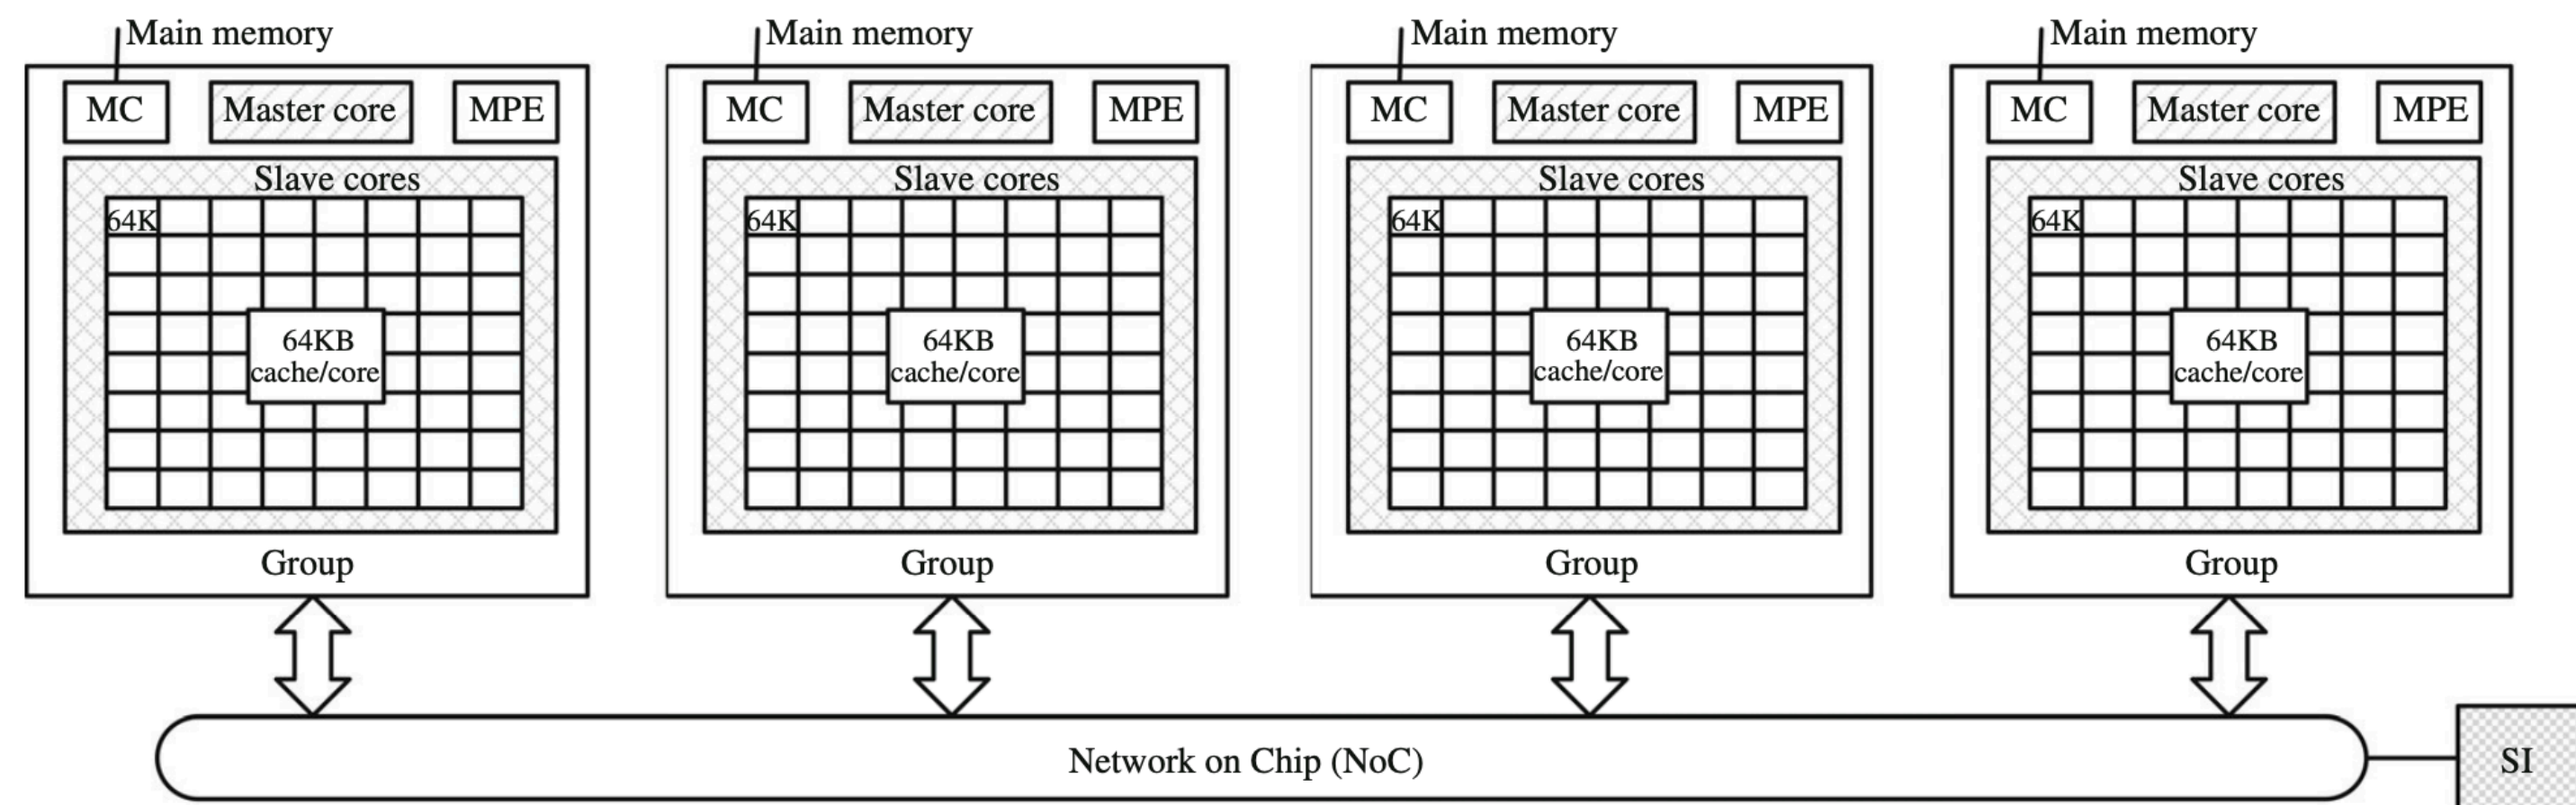 Main memory
Main memory
Main memory
Main memory
MC Master core MPE
MC Master core MPE
MC Master core MPE
MC Master core MPE
Slave cores
Slave cores
Slave cores
Slave cores
64K
64K
64K
64K
64KB
cache/core
64KB
cache/core
64KB
cache/core
64KB
cache/core
Group
Group
Group
Group
Network on Chip (NoC)
SI